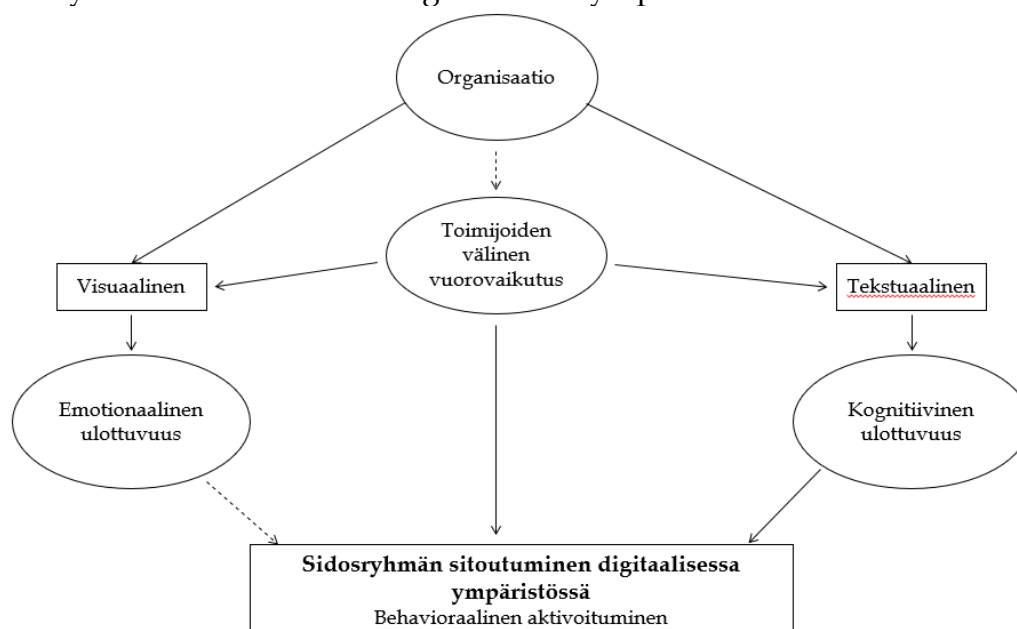 Organisaatio
Toimijoiden
välinen
vuorovaikutus
Visuaalinen
Tekstuaalinen
Emotionaalinen
ulottuvuus
Kognitiivinen
ulottuvuus
Sidosryhmän sitoutuminen digitaalisessa
ympäristössä
Behavioraalinen aktivoituminen